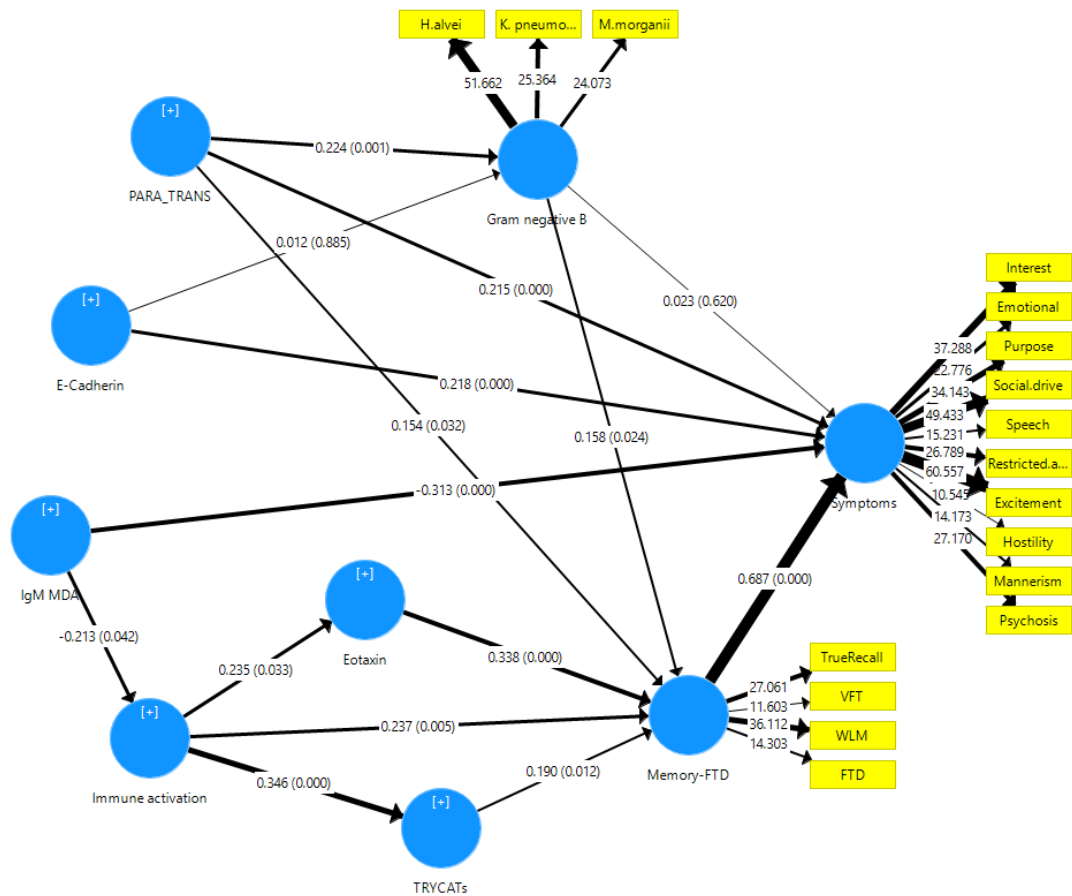 H.alvei
K. pneumo...
M.morganii
51.662
25.364
24.073
[+]
PARA_TRANS
0.224 (0.001)
Gram negative B
0.012 (0.885)
0.215 (0.000)
0.023 (0.620)
[+]
E-Cadherin
0.218 (0.000)
0.154 (0.032)
0.158 (0.024)
Interest
Emotional
Purpose
Social.drive
Speech
Restricted.a...
Excitement
Hostility
Mannerism
Psychosis
37.288
22.776
34.143
49.433
15.231
26.789
60.557
10.545
14.173
27.170
Symptoms
-0.313 (0.000)
[+]
IgM MDA
-0.213 (0.042)
[+]
Eotaxin
0.235 (0.033)
0.338 (0.000)
0.687 (0.000)
[+]
Immune activation
0.237 (0.005)
0.346 (0.000)
0.190 (0.012)
Memory-FTD
TrueRecall
VFT
WLM
FTD
27.061
11.603
36.112
14.303
[+]
TRYCATs